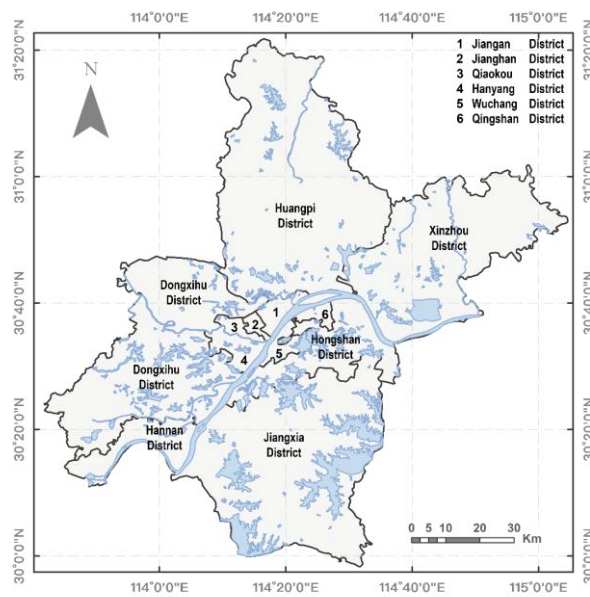 114°0'0"E 114°20'0"E 114°40'0"E 115°0'0"E
31°20'0"N
31°0'0"N
30°40'0"N
30°20'0"N
30°0'0"N
N
1 Jiangan District
2 Jianghan District
3 Qiaokou District
4 Hanyang District
5 Wuchang District
6 Qingshan District
Huangpi
District
Xinzhou
District
Dongxihu
District
1
2
3
6
Hongshan
District
5
4
Dongxihu
District
Hannan
District
Jiangxia
District
0 5 10 20 30
Km
31°20'0"N
31°0'0"N
30°40'0"N
30°20'0"N
30°0'0"N
114°0'0"E 114°20'0"E 114°40'0"E 115°0'0"E